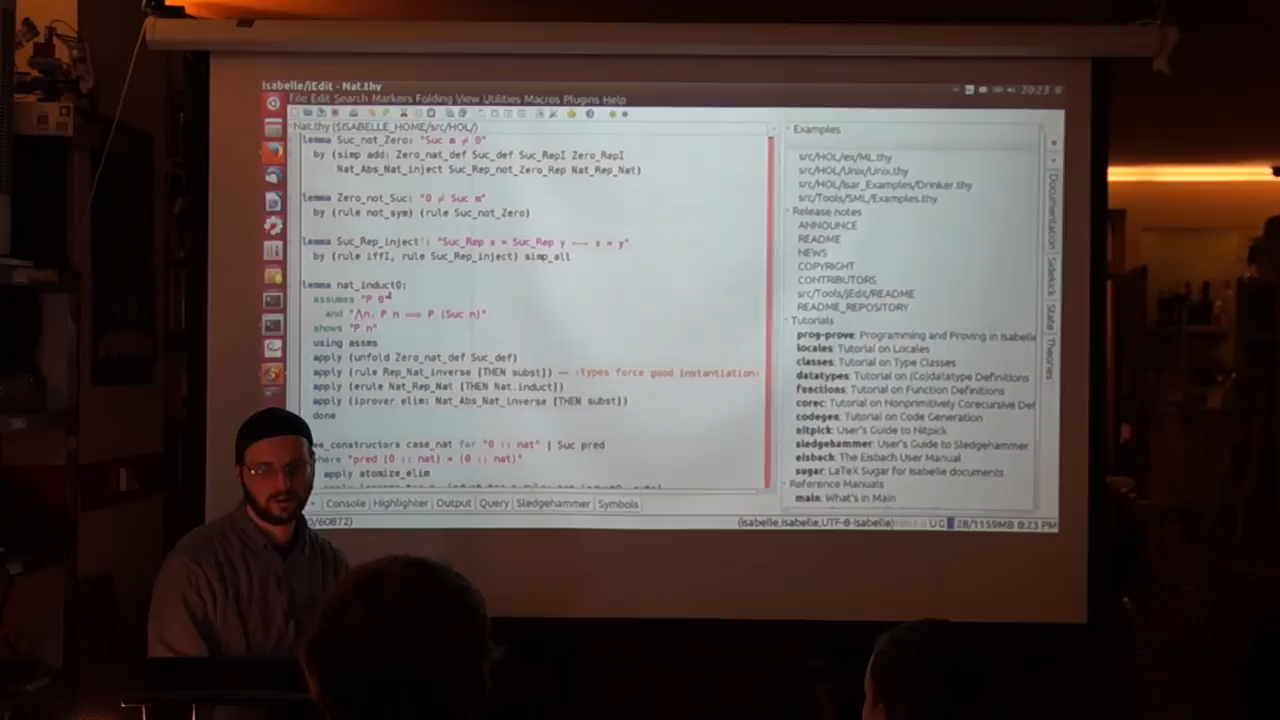 Isabelle/jEdit - Nat.thy
20:23
File Edit Search Markers Folding View Utilities Macros Plugins Help
Nat.thy ($ISABELLE_HOME/src/HOL/)
lemma Suc_not_Zero: "Suc m ≠ 0"
by (simp add: Zero_nat_def Suc_def Suc_RepI Zero_RepI
Nat_Abs_Nat_inject Suc_Rep_not_Zero_Rep Nat_Rep_Nat)
lemma Zero_not_Suc: "0 ≠ Suc m"
by (rule not_sym) (rule Suc_not_Zero)
lemma Suc_Rep_inject': "Suc_Rep x = Suc_Rep y ⟷ x = y"
by (rule iffI, rule Suc_Rep_inject) simp_all
lemma nat_induct0:
assumes "P 0"
and "⋀n. P n ⟹ P (Suc n)"
shows "P n"
using assms
apply (unfold Zero_nat_def Suc_def)
apply (rule Rep_Nat_inverse [THEN subst]) — ‹types force good instantiation›
apply (erule Nat_Rep_Nat [THEN Nat.induct])
apply (iprover elim: Nat_Abs_Nat_inverse [THEN subst])
done
ee_constructors case_nat for "0 :: nat" | Suc pred
here "pred (0 :: nat) = (0 :: nat)"
apply atomize_elim
Examples
src/HOL/ex/ML.thy
src/HOL/Unix/Unix.thy
src/HOL/Isar_Examples/Drinker.thy
src/Tools/SML/Examples.thy
Release notes
ANNOUNCE
README
NEWS
COPYRIGHT
CONTRIBUTORS
src/Tools/jEdit/README
README_REPOSITORY
Tutorials
prog-prove: Programming and Proving in Isabelle
locales: Tutorial on Locales
classes: Tutorial on Type Classes
datatypes: Tutorial on (Co)datatype Definitions
functions: Tutorial on Function Definitions
corec: Tutorial on Nonprimitively Corecursive Def
codegen: Tutorial on Code Generation
nitpick: User's Guide to Nitpick
sledgehammer: User's Guide to Sledgehammer
eisbach: The Eisbach User Manual
sugar: LaTeX Sugar for Isabelle documents
Reference Manuals
main: What's in Main
Documentation
Sidekick
State
Theories
Console Highlighter Output Query Sledgehammer Symbols
0/60872)
(isabelle,isabelle,UTF-8-Isabelle)
UG
28/1159MB 8:23 PM